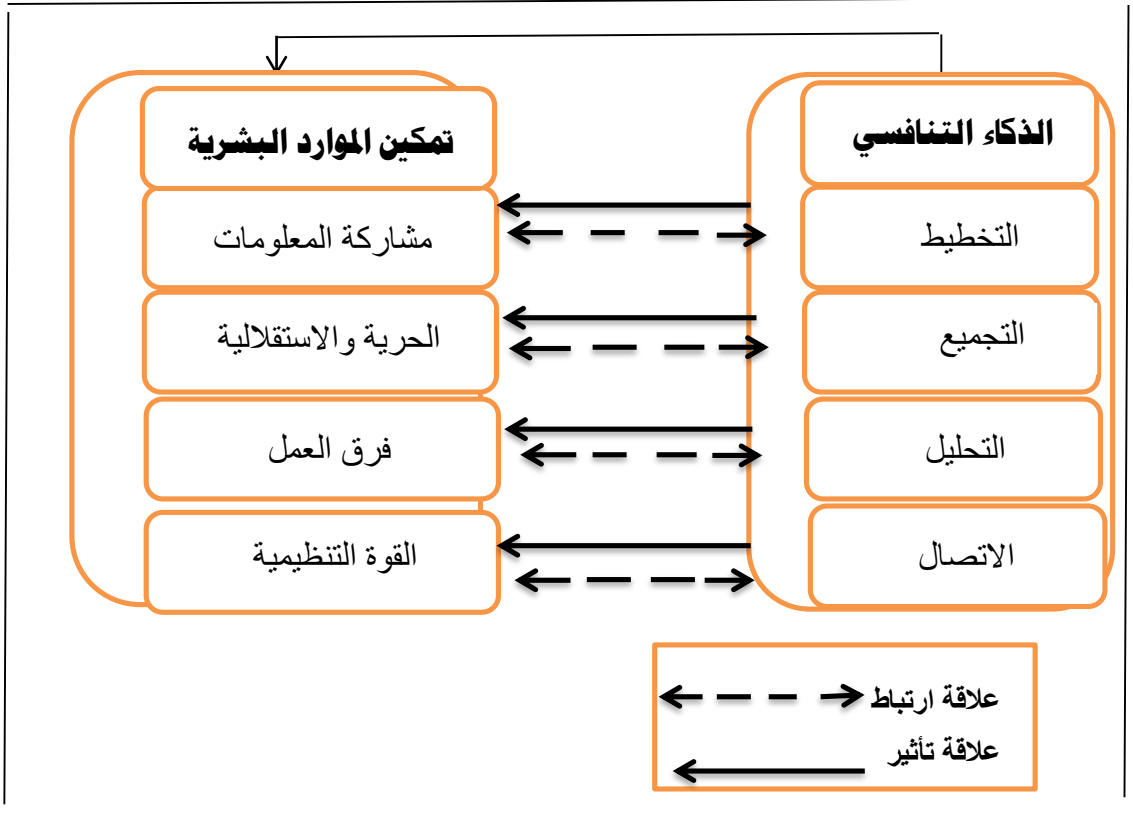 الذكاء التنافسي
التخطيط
التجميع
التحليل
الاتصال
تمكين الموارد البشرية
مشاركة المعلومات
الحرية والاستقلالية
فرق العمل
القوة التنظيمية
علاقة ارتباط
علاقة تأثير